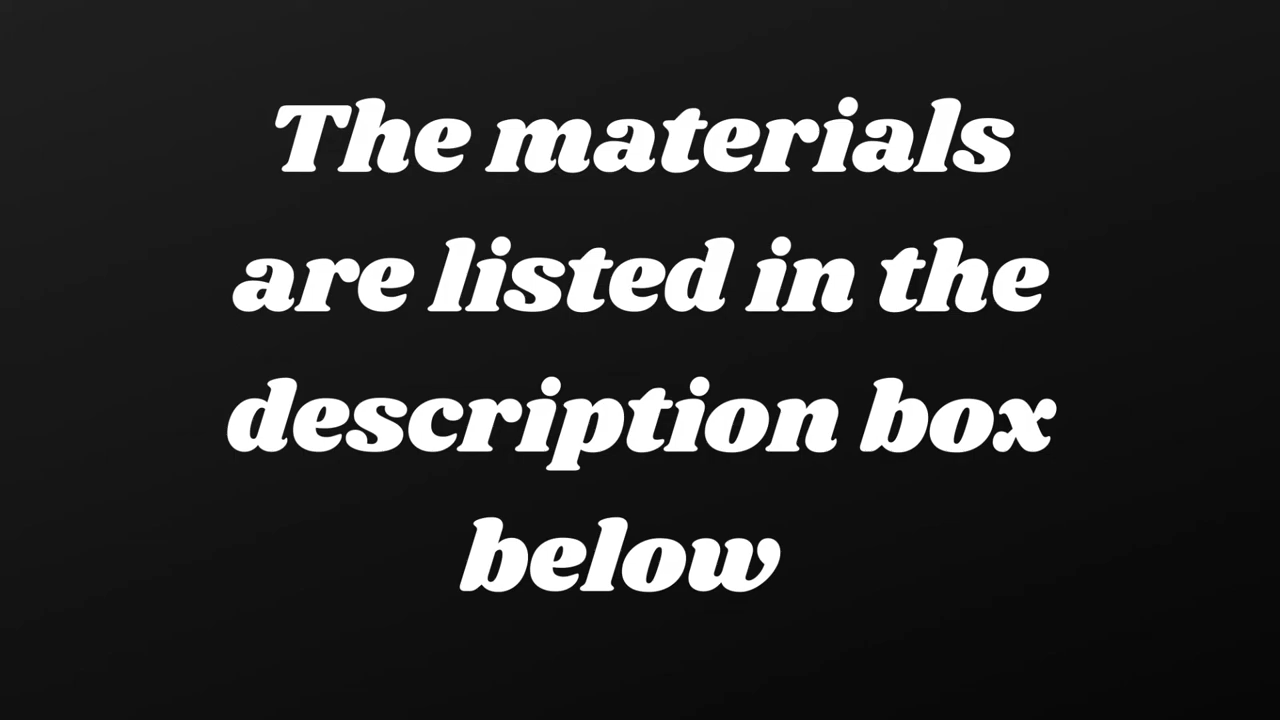 The materials
are listed in the
description box
below